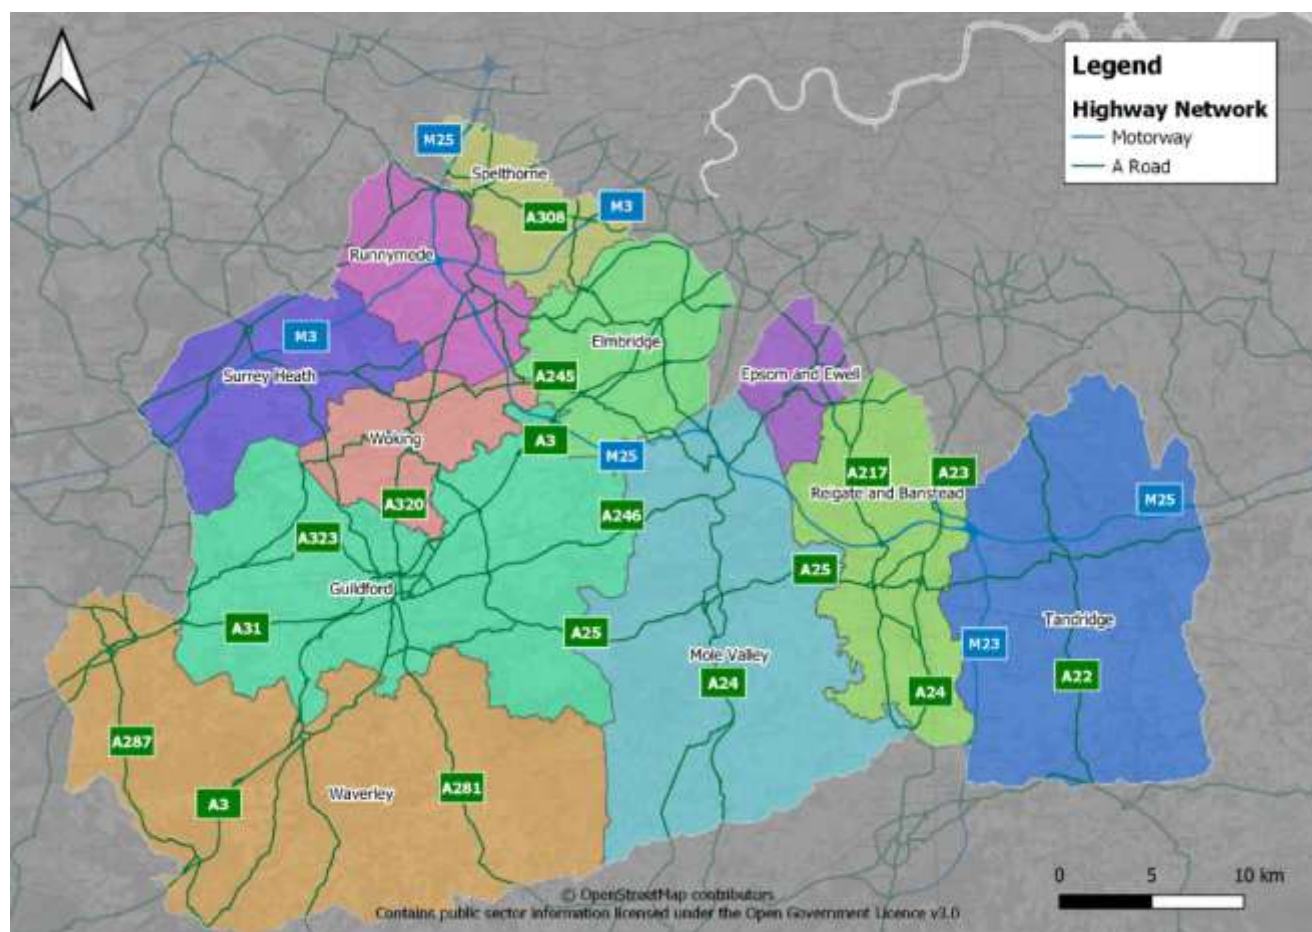 Legend
Highway Network
Motorway
A Road
M25
Spelthorne
A308
M3
Runnymede
M3
Surrey Heath
Elmbridge
A245
Epsom and Ewell
Woking
A3
M25
A217
A23
Reigate and Banstead
M25
A320
A246
A323
Guildford
A25
A31
A25
Tandridge
M23
Mole Valley
A24
A22
A24
A287
A3
Waverley
A281
0 5 10 km
© OpenStreetMap contributors
Contains public sector information licensed under the Open Government Licence v3.0